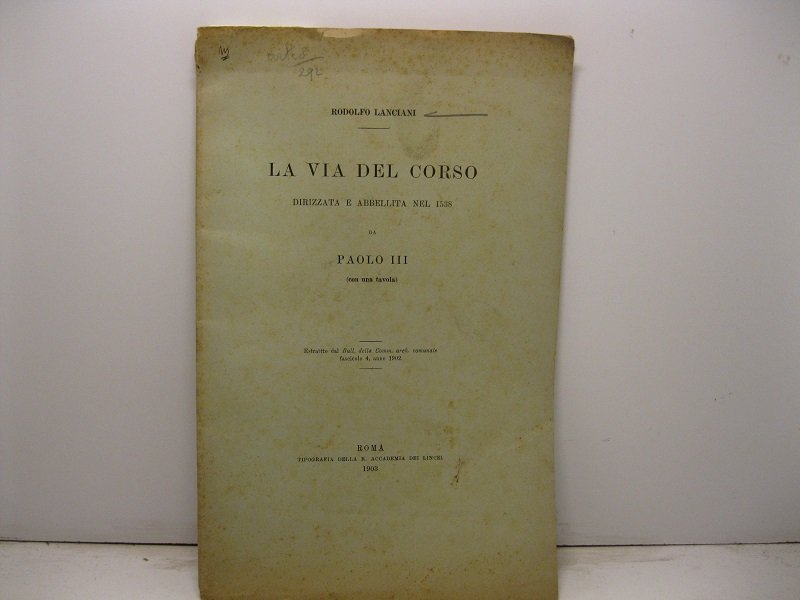 292
RODOLFO LANCIANI
LA VIA DEL CORSO
DIRIZZATA E ABBELLITA NEL 1538
DA
PAOLO III
(con una tavola)
Estratto dal Bull. della Comm. arch. comunale
fascicolo 4, anno 1902.
ROMA
TIPOGRAFIA DELLA R. ACCADEMIA DEI LINCEI
1903